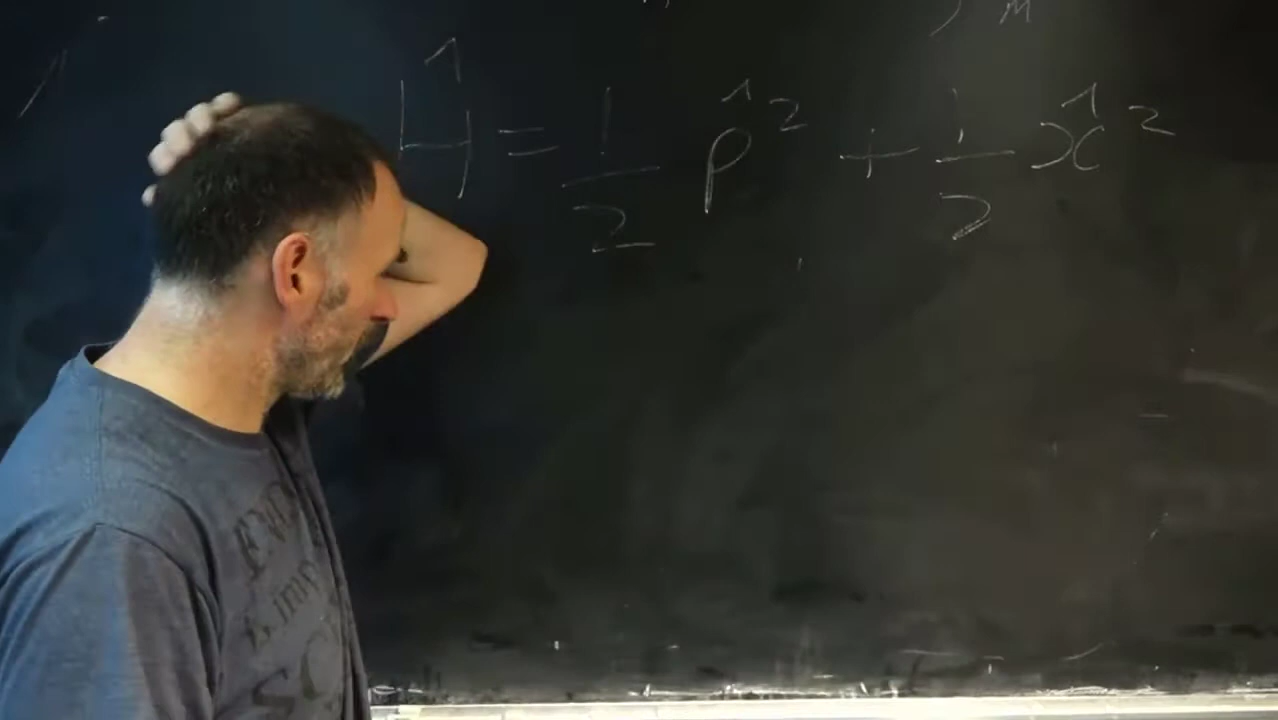 Ĥ = 1/2 p̂² + 1/2 x̂²